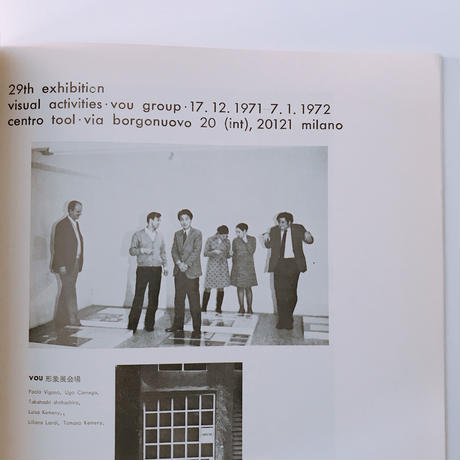 29th exhibition
visual activities · vou group · 17. 12. 1971 - 7. 1. 1972
centro tool · via borgonuovo 20 (int), 20121 milano
VOU 形象展会場
Paolo Vigano, Ugo Carrega,
Takahashi shohachiro,
Luisa Kemeny,,
Liliana Landi, Tomaso Kemeny.